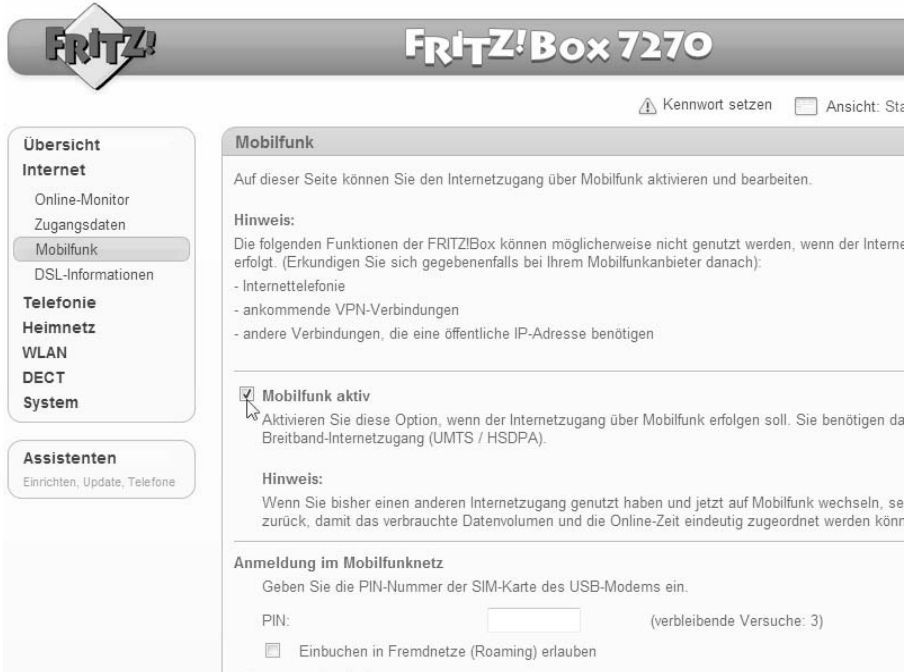 FRITZ!
FRITZ!Box 7270
Kennwort setzen
Ansicht: Sta
Übersicht
Internet
Online-Monitor
Zugangsdaten
Mobilfunk
DSL-Informationen
Telefonie
Heimnetz
WLAN
DECT
System
Assistenten
Einrichten, Update, Telefone
Mobilfunk
Auf dieser Seite können Sie den Internetzugang über Mobilfunk aktivieren und bearbeiten.
Hinweis:
Die folgenden Funktionen der FRITZ!Box können möglicherweise nicht genutzt werden, wenn der Interne
erfolgt. (Erkundigen Sie sich gegebenenfalls bei Ihrem Mobilfunkanbieter danach):
- Internettelefonie
- ankommende VPN-Verbindungen
- andere Verbindungen, die eine öffentliche IP-Adresse benötigen
Mobilfunk aktiv
Aktivieren Sie diese Option, wenn der Internetzugang über Mobilfunk erfolgen soll. Sie benötigen da
Breitband-Internetzugang (UMTS / HSDPA).
Hinweis:
Wenn Sie bisher einen anderen Internetzugang genutzt haben und jetzt auf Mobilfunk wechseln, se
zurück, damit das verbrauchte Datenvolumen und die Online-Zeit eindeutig zugeordnet werden könn
Anmeldung im Mobilfunknetz
Geben Sie die PIN-Nummer der SIM-Karte des USB-Modems ein.
PIN: (verbleibende Versuche: 3)
Einbuchen in Fremdnetze (Roaming) erlauben